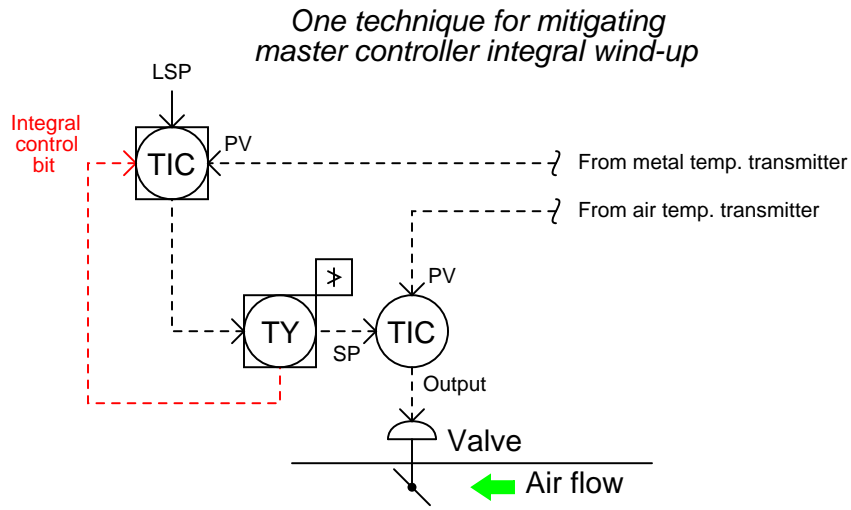 One technique for mitigating
master controller integral wind-up
LSP
Integral
control
bit
TIC
PV
From metal temp. transmitter
From air temp. transmitter
PV
TY
SP
TIC
Output
Valve
Air flow